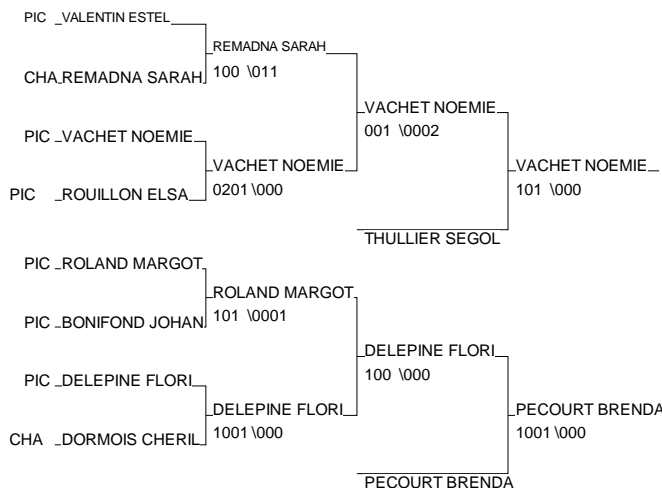 PIC VALENTIN ESTEL
REMADNA SARAH
CHA REMADNA SARAH
100 \011
VACHET NOEMIE
001 \0002
PIC VACHET NOEMIE
VACHET NOEMIE
VACHET NOEMIE
PIC ROUILLON ELSA
0201 \000
101 \000
THULLIER SEGOL
PIC ROLAND MARGOT
ROLAND MARGOT
PIC BONIFOND JOHAN
101 \0001
DELEPINE FLORI
100 \000
PIC DELEPINE FLORI
DELEPINE FLORI
PECOURT BRENDA
CHA DORMOIS CHERIL
1001 \000
1001 \000
PECOURT BRENDA